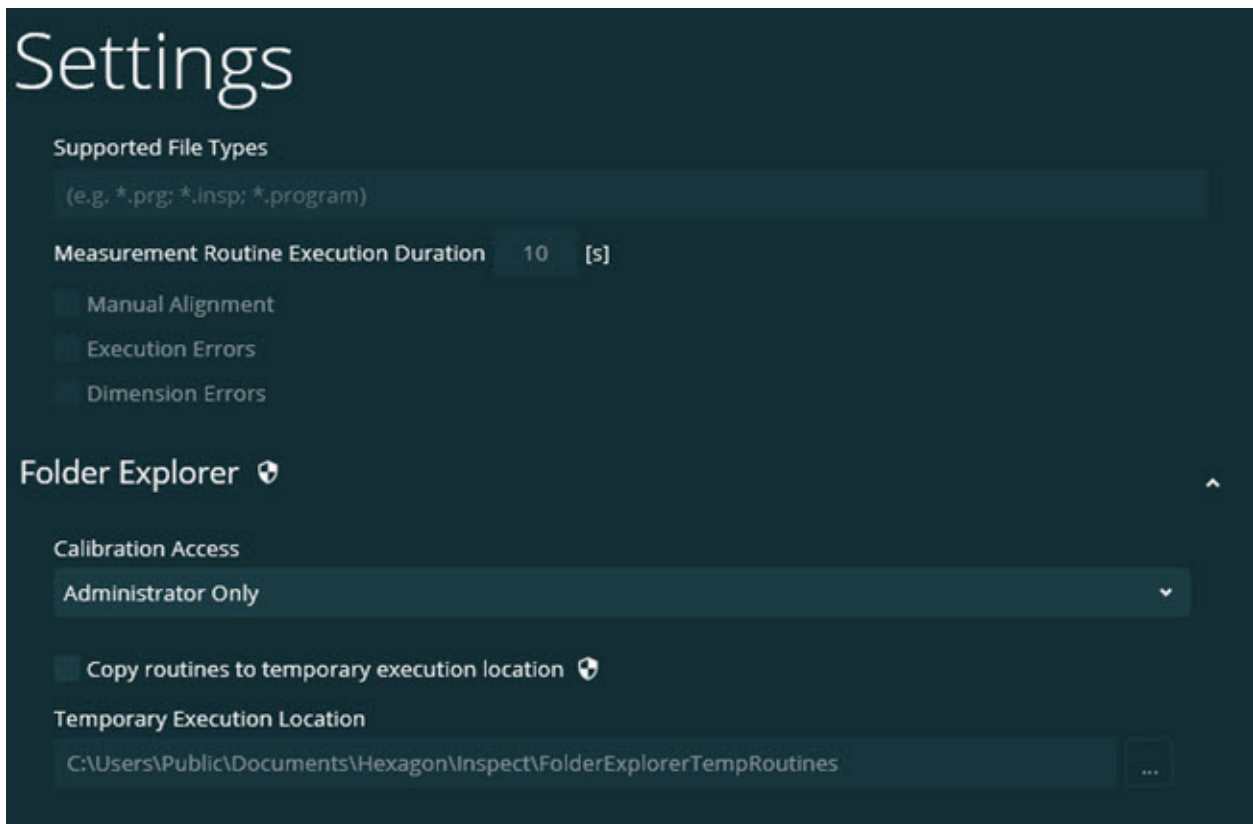 Settings
Supported File Types
(e.g. *.prg; *.insp; *.program)
Measurement Routine Execution Duration 10 [s]
Manual Alignment
Execution Errors
Dimension Errors
Folder Explorer
Calibration Access
Administrator Only
Copy routines to temporary execution location
Temporary Execution Location
C:\Users\Public\Documents\Hexagon\Inspect\FolderExplorerTempRoutines ...